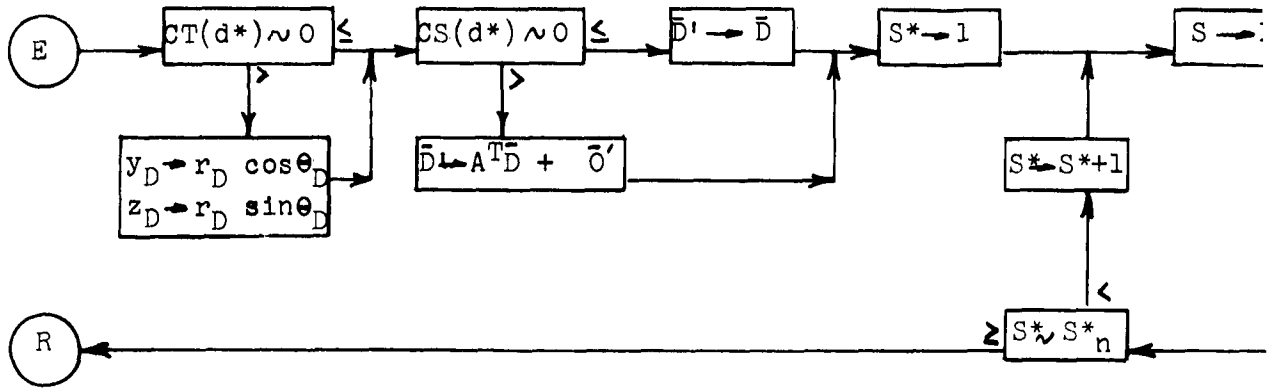 E
CT(d*) ~ 0
≤
CS(d*) ~ 0
≤
D̄' → D̄
S* → 1
S →
>
>
y_D → r_D cosθ_D
z_D → r_D sinθ_D
D̄' → A^T D̄ + Ō'
S* → S*+1
<
R
≥
S* ~ S*_n